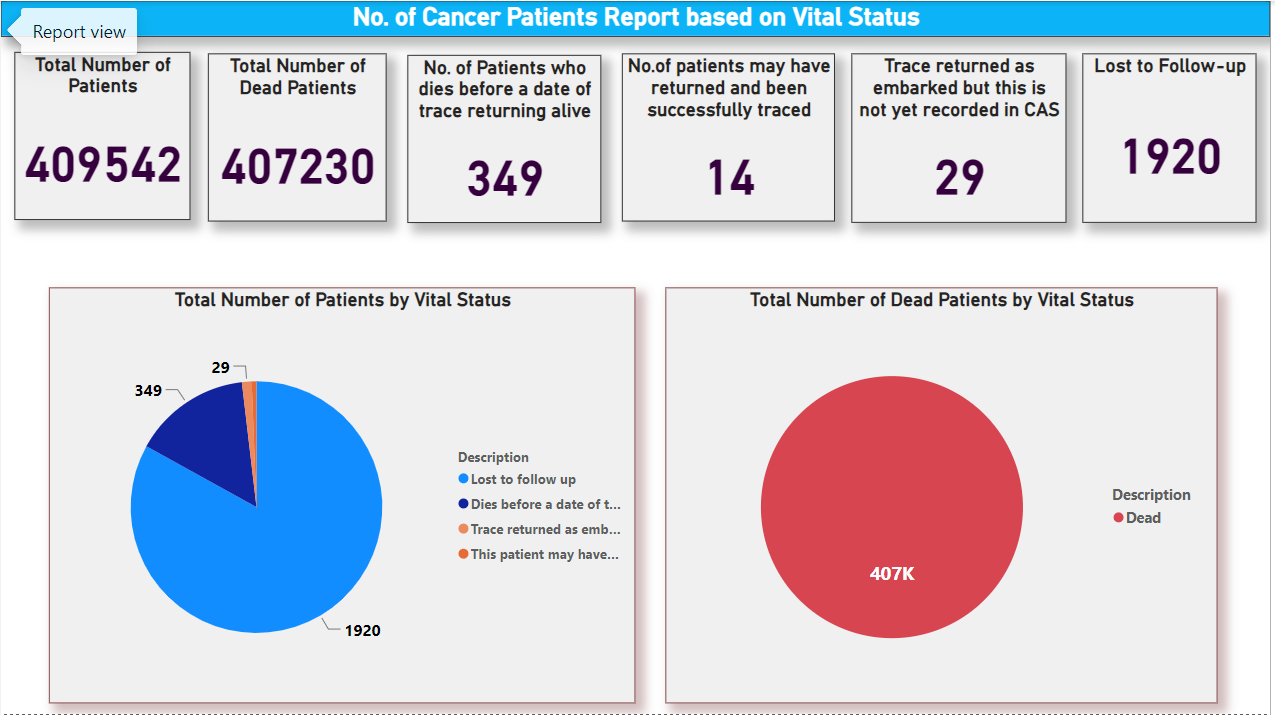 No. of Cancer Patients Report based on Vital Status
Report view
Total Number of
Patients
409542
Total Number of
Dead Patients
407230
No. of Patients who
dies before a date of
trace returning alive
349
No.of patients may have
returned and been
successfully traced
14
Trace returned as
embarked but this is
not yet recorded in CAS
29
Lost to Follow-up
1920
Total Number of Patients by Vital Status
29
349
1920
Description
Lost to follow up
Dies before a date of t...
Trace returned as emb...
This patient may have...
Total Number of Dead Patients by Vital Status
407K
Description
Dead